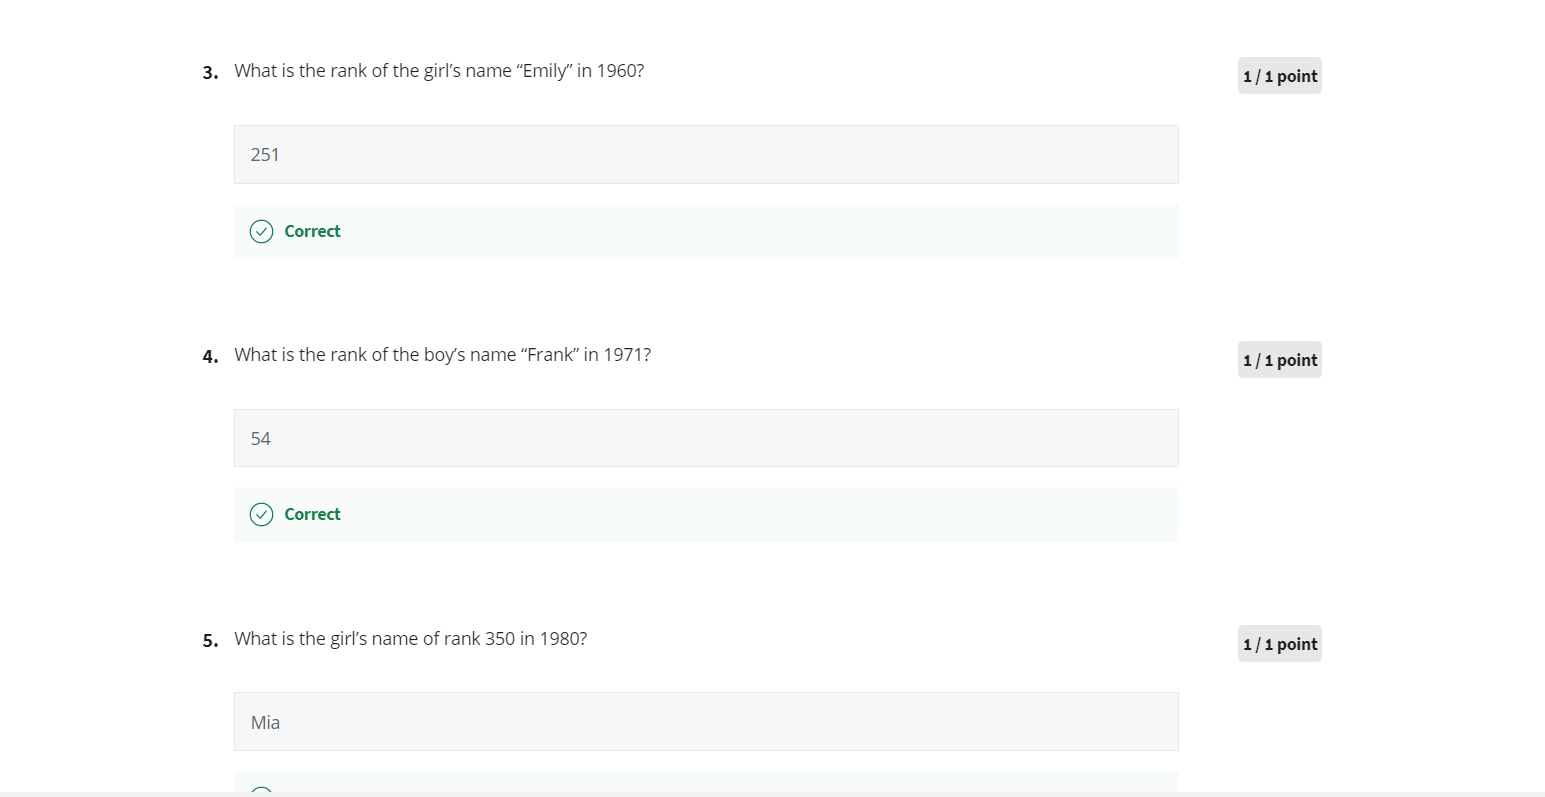 3. What is the rank of the girl’s name “Emily” in 1960?
1 / 1 point
251
Correct
4. What is the rank of the boy’s name “Frank” in 1971?
1 / 1 point
54
Correct
5. What is the girl’s name of rank 350 in 1980?
1 / 1 point
Mia